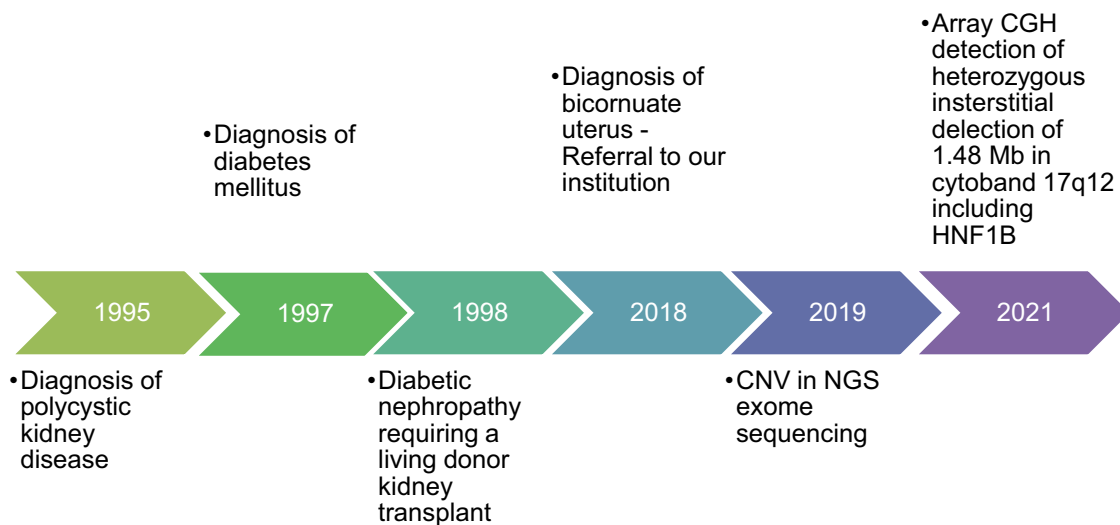 •Array CGH
detection of
heterozygous
insterstitial
delection of
1.48 Mb in
cytoband 17q12
including
HNF1B
•Diagnosis of
bicornuate
uterus -
Referral to our
institution
•Diagnosis of
diabetes
mellitus
1995
1997
1998
2018
2019
2021
•Diagnosis of
polycystic
kidney
disease
•Diabetic
nephropathy
requiring a
living donor
kidney
transplant
•CNV in NGS
exome
sequencing